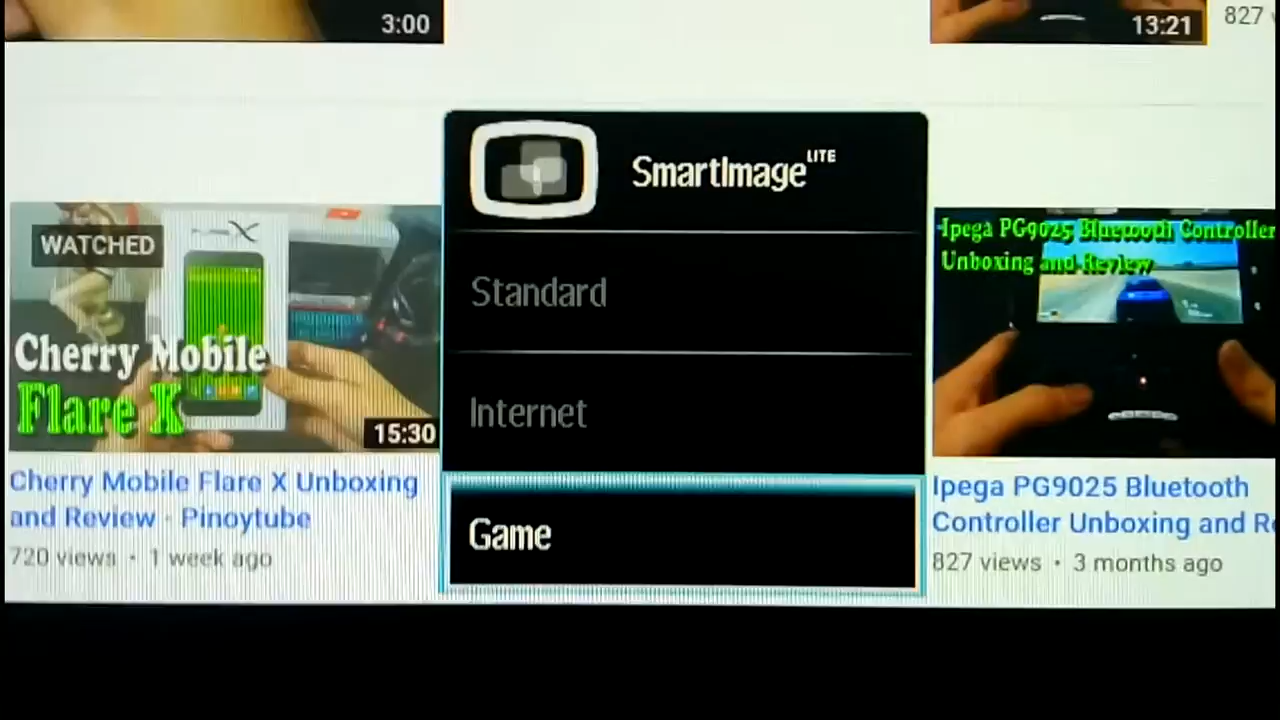 3:00
13:21
827
SmartImage LITE
Standard
Internet
Game
WATCHED
Cherry Mobile
Flare X
15:30
Cherry Mobile Flare X Unboxing
and Review - Pinoytube
720 views • 1 week ago
Ipega PG9025 Bluetooth Controller
Unboxing and Review
Ipega PG9025 Bluetooth
Controller Unboxing and R
827 views • 3 months ago